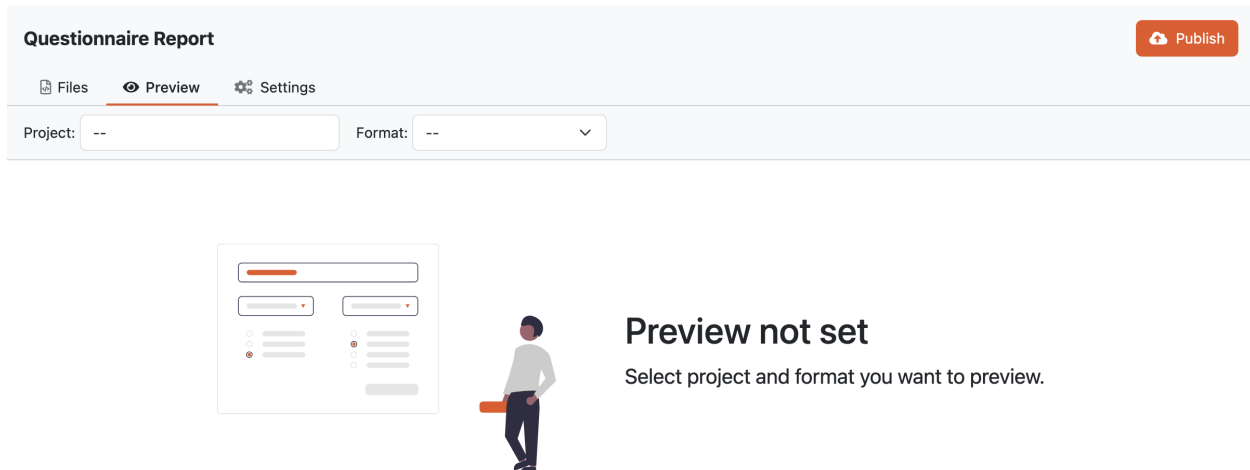 Questionnaire Report
Publish
Files Preview Settings
Project: -- Format: --
Preview not set
Select project and format you want to preview.